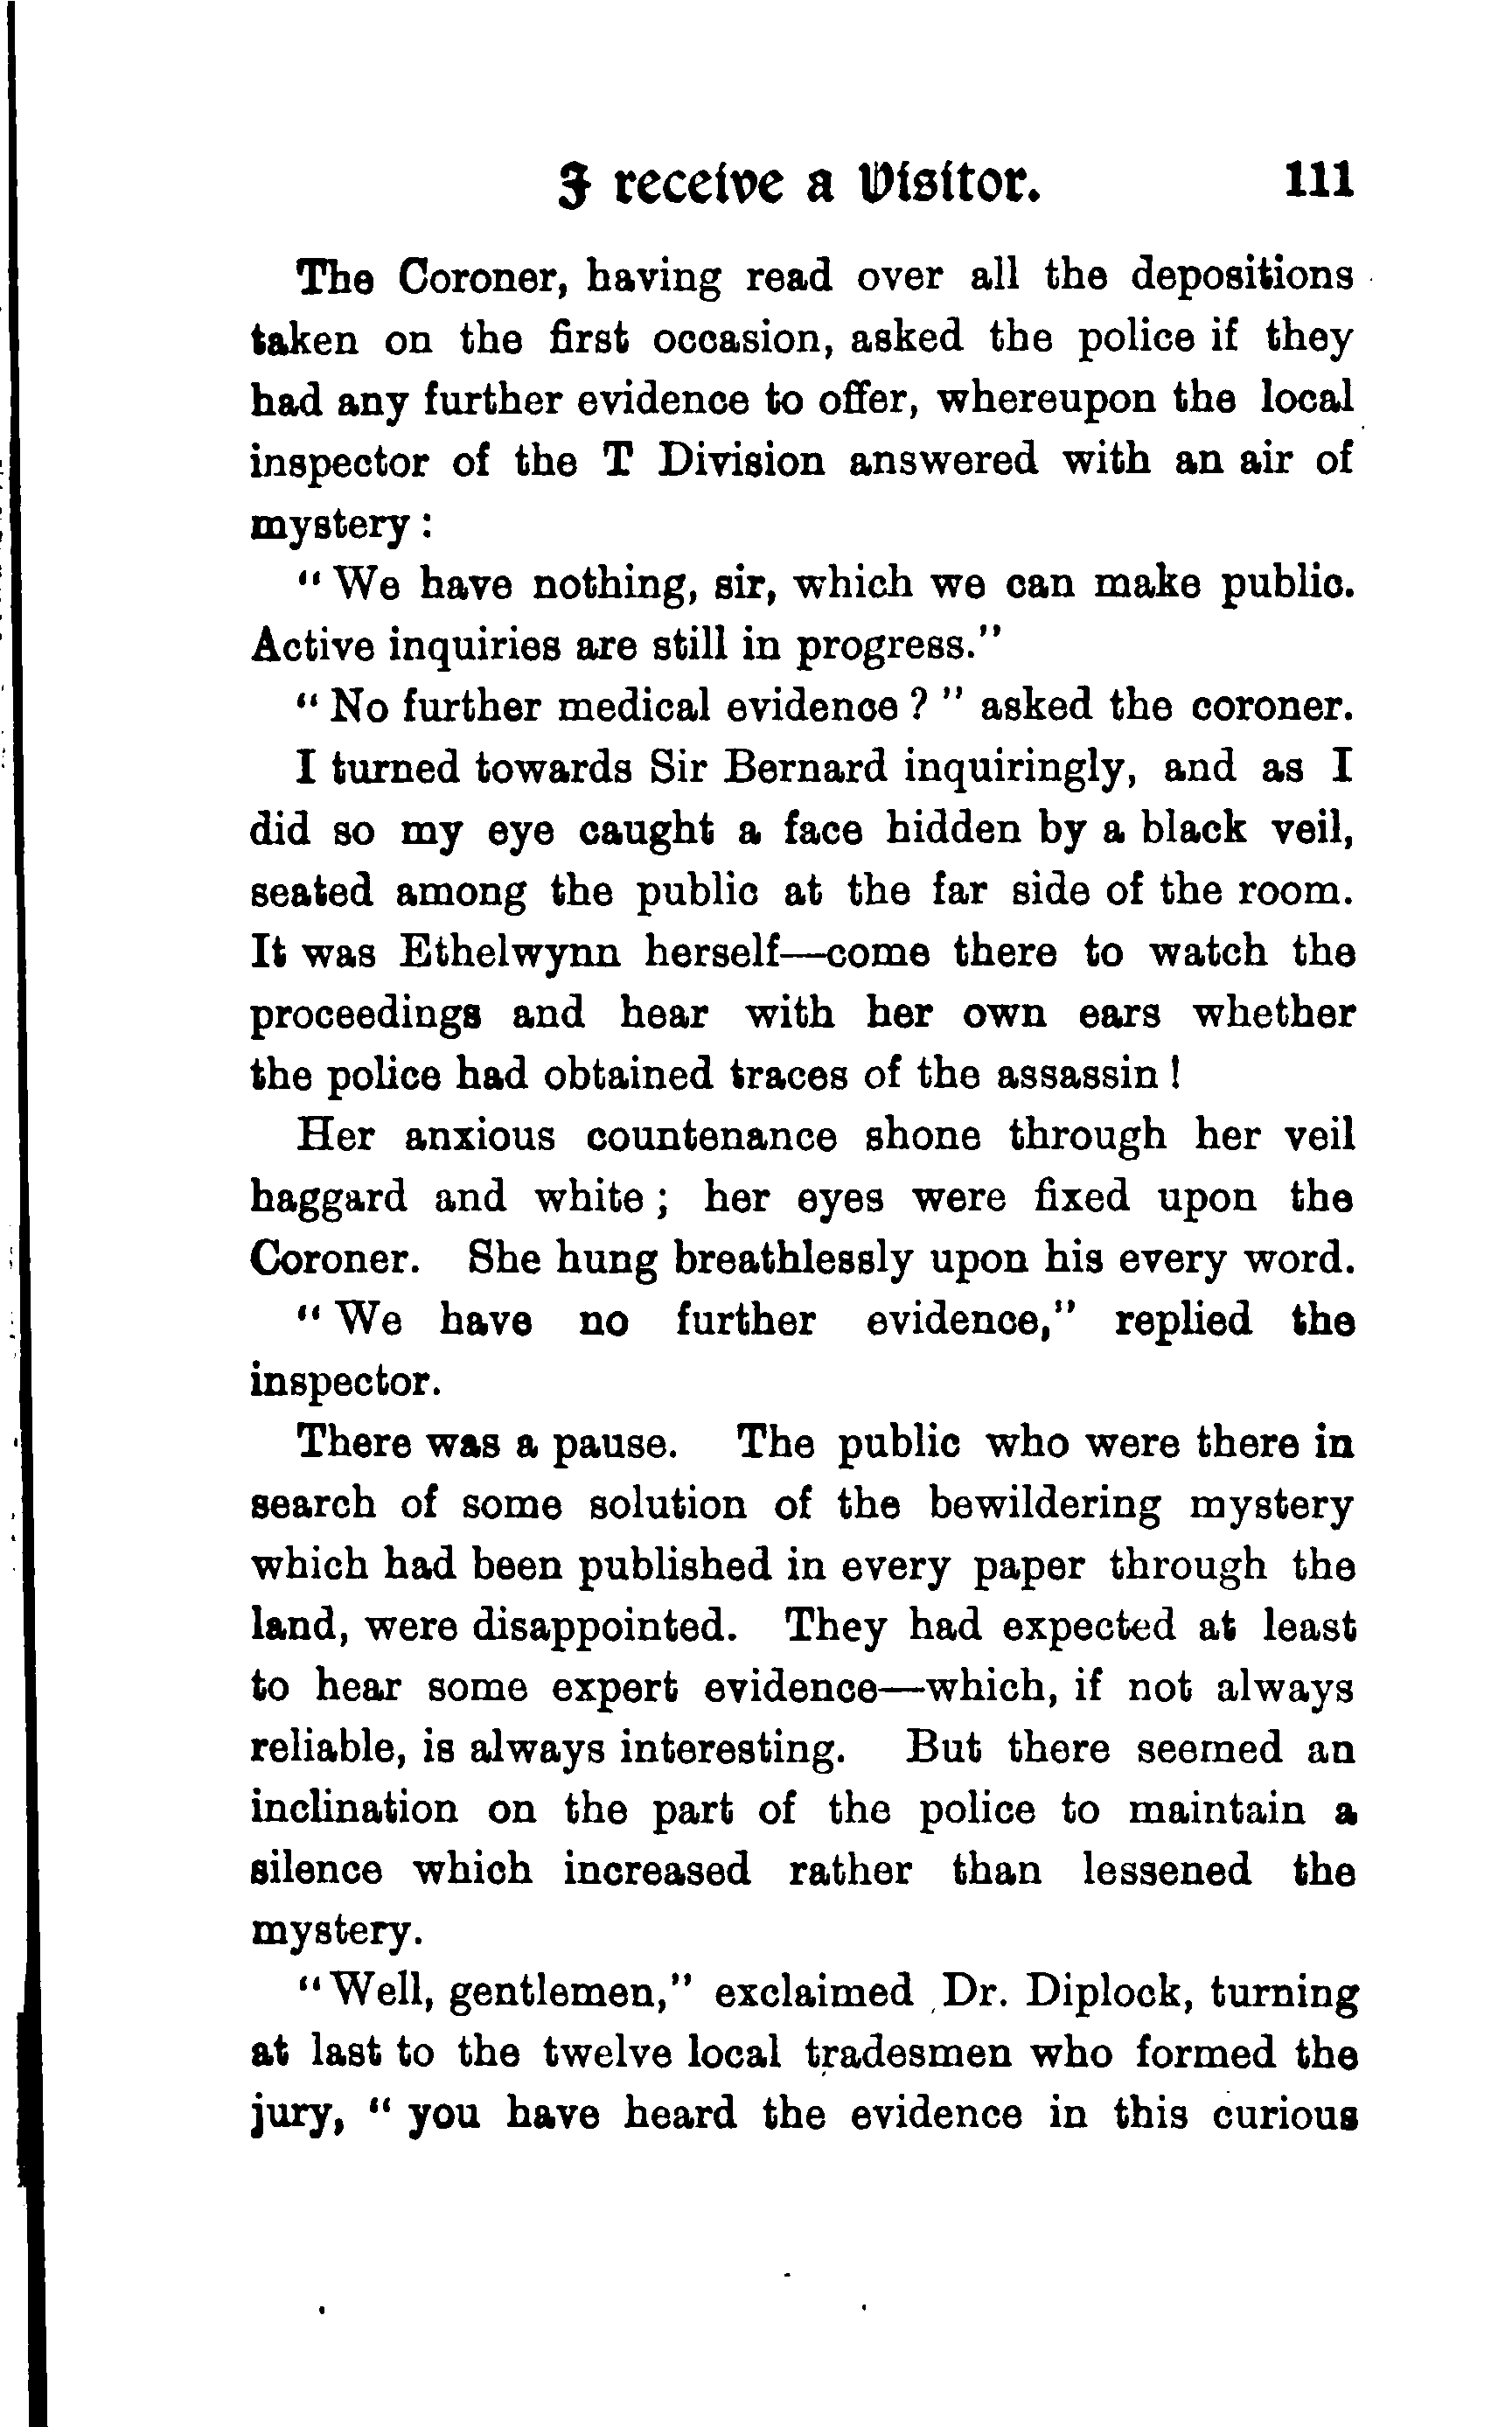 I receive a Visitor. 111
The Coroner, having read over all the depositions
taken on the first occasion, asked the police if they
had any further evidence to offer, whereupon the local
inspector of the T Division answered with an air of
mystery :
" We have nothing, sir, which we can make public.
Active inquiries are still in progress."
" No further medical evidence ? " asked the coroner.
I turned towards Sir Bernard inquiringly, and as I
did so my eye caught a face hidden by a black veil,
seated among the public at the far side of the room.
It was Ethelwynn herself—come there to watch the
proceedings and hear with her own ears whether
the police had obtained traces of the assassin !
Her anxious countenance shone through her veil
haggard and white ; her eyes were fixed upon the
Coroner. She hung breathlessly upon his every word.
" We have no further evidence," replied the
inspector.
There was a pause. The public who were there in
search of some solution of the bewildering mystery
which had been published in every paper through the
land, were disappointed. They had expected at least
to hear some expert evidence—which, if not always
reliable, is always interesting. But there seemed an
inclination on the part of the police to maintain a
silence which increased rather than lessened the
mystery.
"Well, gentlemen," exclaimed Dr. Diplock, turning
at last to the twelve local tradesmen who formed the
jury, " you have heard the evidence in this curious